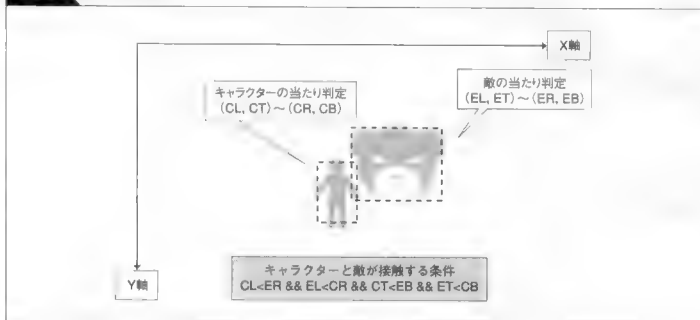 X軸
キャラクターの当たり判定
(CL, CT)~(CR, CB)
敵の当たり判定
(EL, ET)~(ER, EB)
Y軸
キャラクターと敵が接触する条件
CL<ER && EL<CR && CT<EB && ET<CB